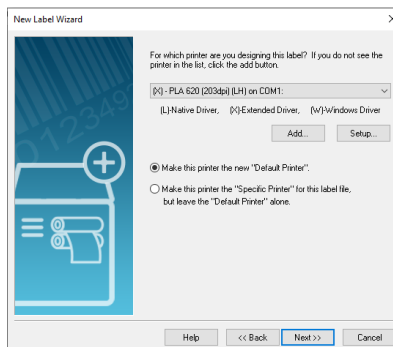 New Label Wizard
For which printer are you designing this label? If you do not see the
printer in the list, click the add button.
(X) - PLA 620 (203dpi) (LH) on COM1:
(L)-Native Driver, (X)-Extended Driver, (W)-Windows Driver
Add...
Setup...
Make this printer the new "Default Printer".
Make this printer the "Specific Printer" for this label file,
but leave the "Default Printer" alone.
Help
<< Back
Next >>
Cancel